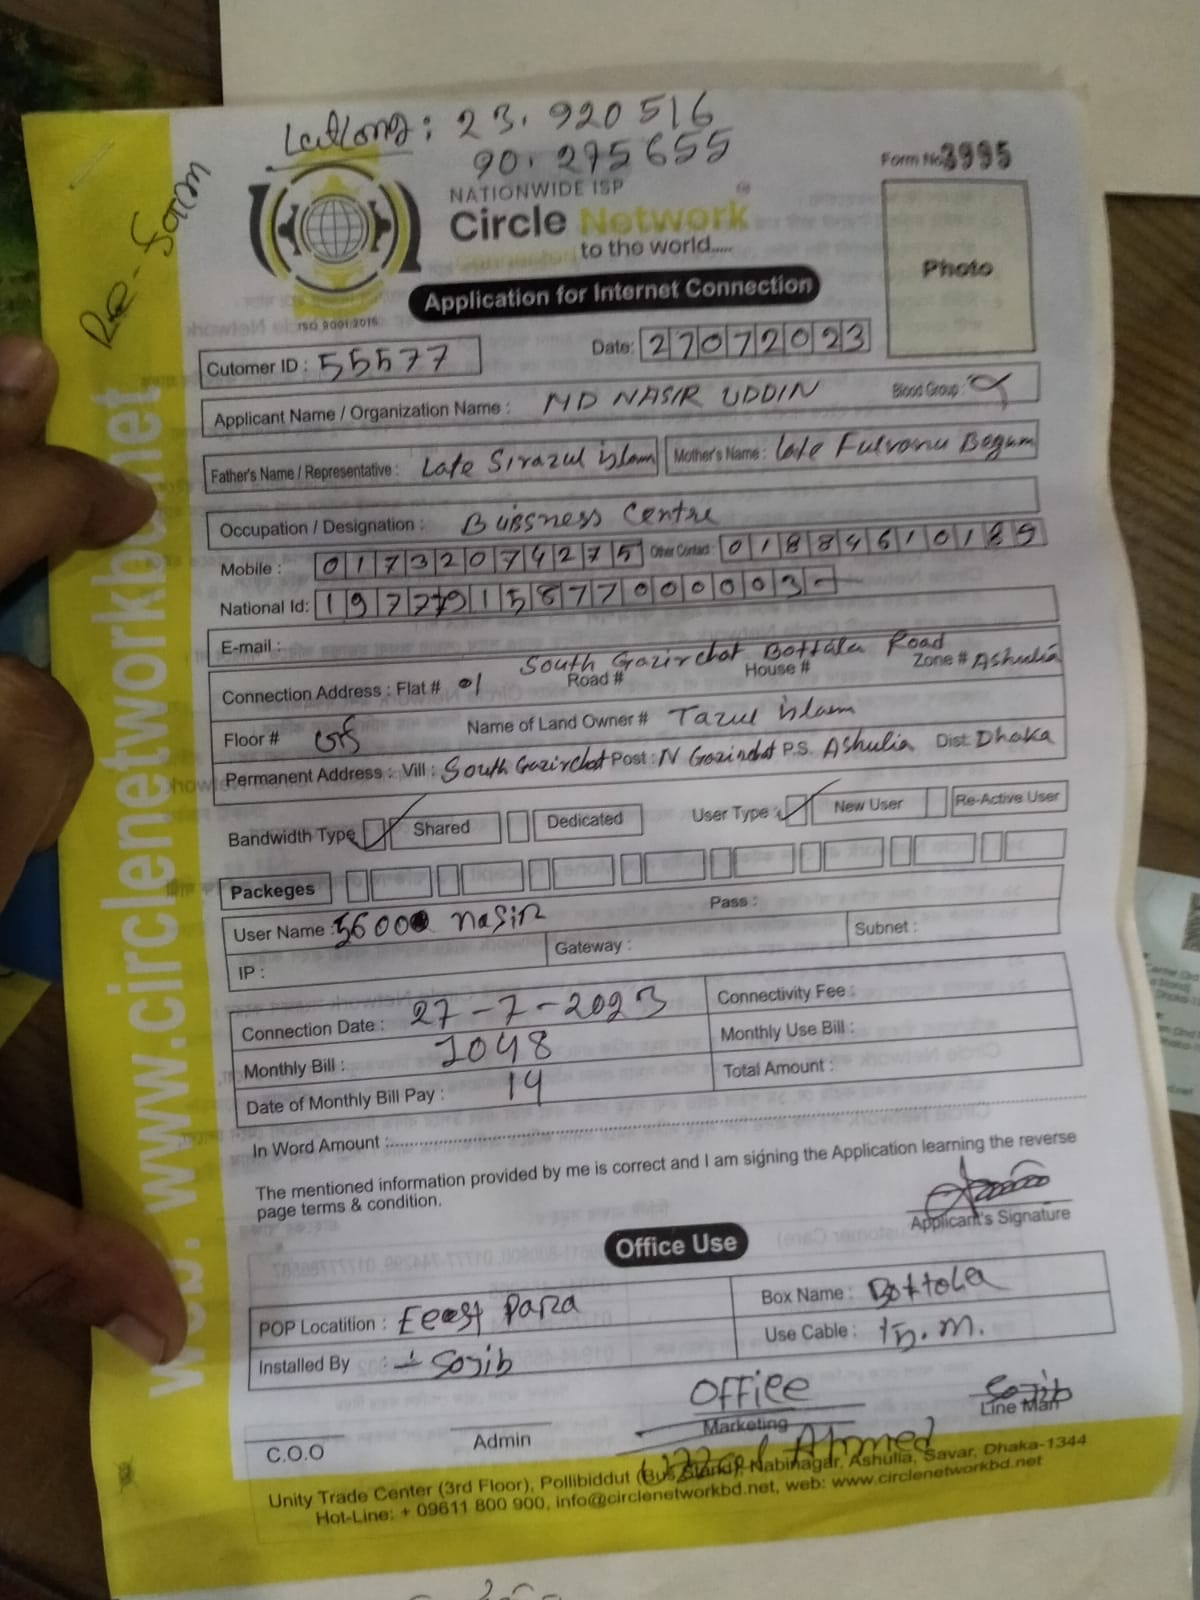 Latlong: 23.920516
90.275655
Re-form
Form No. 3995
NATIONWIDE ISP
Circle Network
to the world.....
Photo
ISO 9001:2015
Application for Internet Connection
Cutomer ID : 55577
Date: 27072023
Applicant Name / Organization Name : MD NASIR UDDIN Blood Group :
Father's Name / Representative : Late Sirazul islam Mother's Name : late Fulvanu Begum
Occupation / Designation : Buissness Centre
Mobile : 01732074275 Other Contact : 01884610185
National Id: 1977 915877000003-
E-mail :
South Gazirchat Bottala Road
Connection Address : Flat # 01 Road # House # Zone # Ashulia
Floor # Name of Land Owner # Tazul islam
Permanent Address : Vill : South Gazirchat Post : N Gazirchat P.S. Ashulia Dist: Dhaka
Bandwidth Type Shared Dedicated User Type : New User Re-Active User
Packeges
User Name : nasir Pass :
IP : Gateway : Subnet :
Connection Date : 27-7-2023 Connectivity Fee :
Monthly Bill : 1048 Monthly Use Bill :
Date of Monthly Bill Pay : 14 Total Amount :
In Word Amount :
The mentioned information provided by me is correct and I am signing the Application learning the reverse
page terms & condition.
Applicant's Signature
Office Use
POP Locatition : Para Box Name : Bottola
Installed By : Sojib Use Cable : m.
OFFice Sojib
C.O.O Admin Marketing Line Man
Ahmed
Unity Trade Center (3rd Floor), Pollibiddut (Bus Stand), Nabinagar, Ashulia, Savar, Dhaka-1344
Hot-Line: + 09611 800 900, info@circlenetworkbd.net, web: www.circlenetworkbd.net
web: www.circlenetworkbd.net